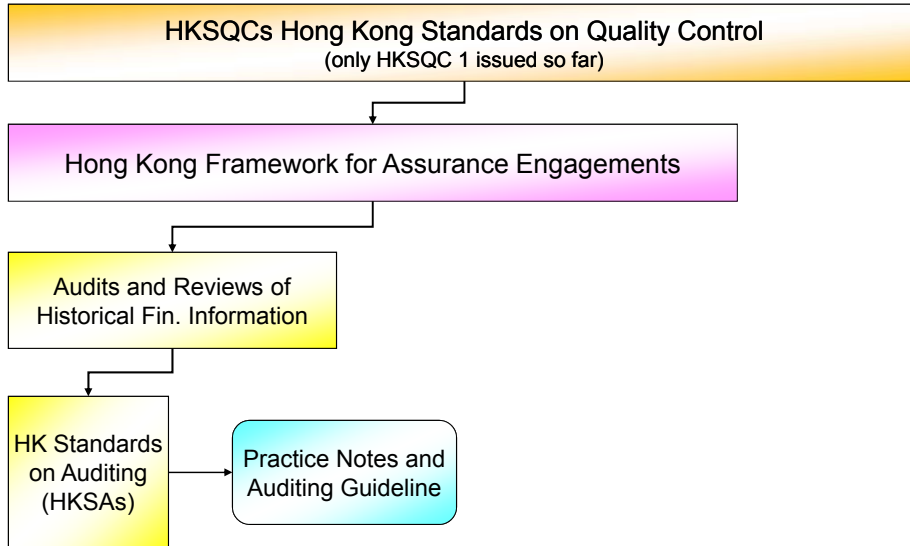 HKSQCs Hong Kong Standards on Quality Control
(only HKSQC 1 issued so far)
Hong Kong Framework for Assurance Engagements
Audits and Reviews of
Historical Fin. Information
HK Standards
on Auditing
(HKSAs)
Practice Notes and
Auditing Guideline